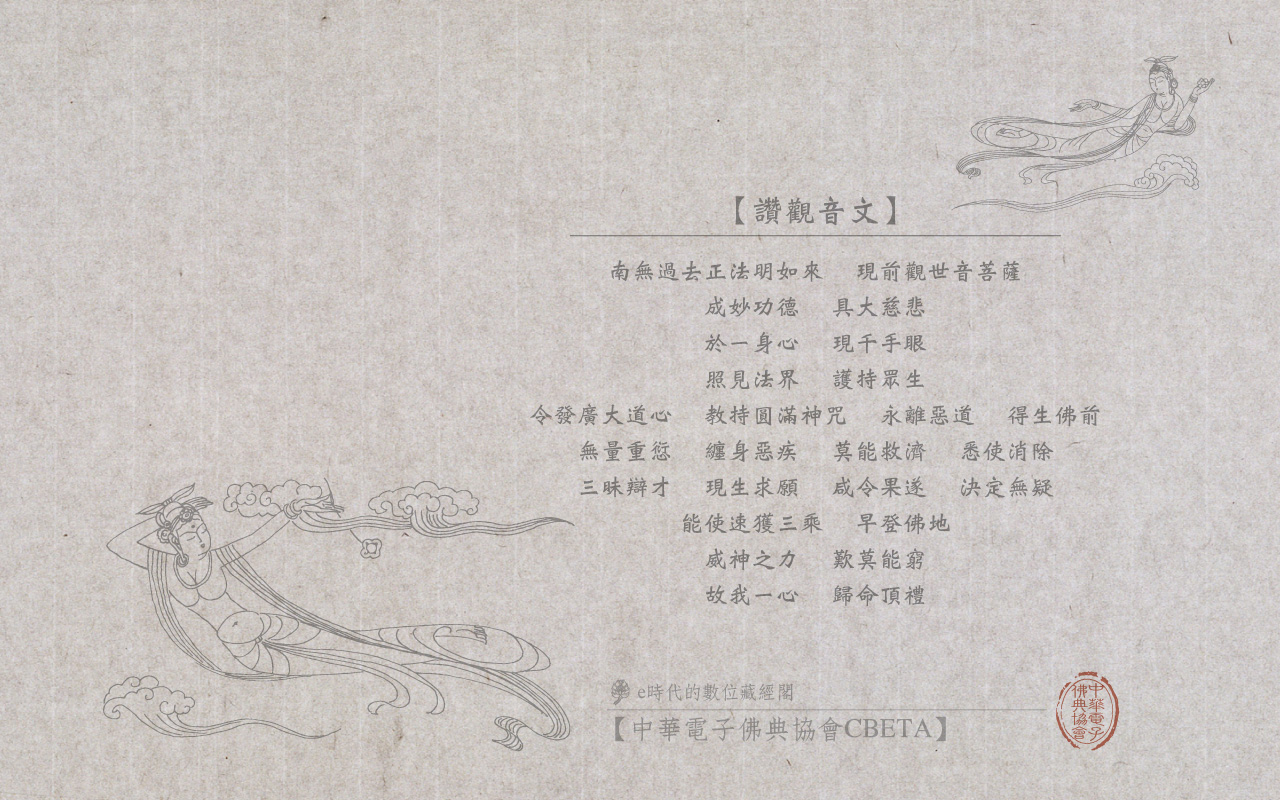 【讚觀音文】
南無過去正法明如來 現前觀世音菩薩
成妙功德 具大慈悲
於一身心 現千手眼
照見法界 護持眾生
令發廣大道心 教持圓滿神咒 永離惡道 得生佛前
無量重愆 纏身惡疾 莫能救濟 悉使消除
三昧辯才 現生求願 咸令果遂 決定無疑
能使速獲三乘 早登佛地
威神之力 歎莫能窮
故我一心 歸命頂禮
e時代的數位藏經閣
【中華電子佛典協會CBETA】
中華電子
佛典協會